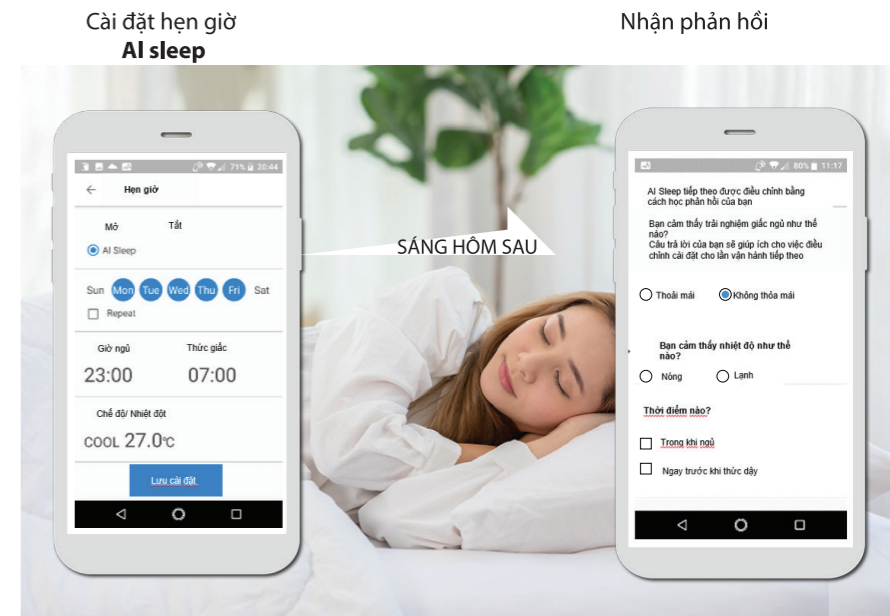 Cài đặt hẹn giờ
AI sleep
Nhận phản hồi
71% 20:44
Hẹn giờ
Mở Tắt
AI Sleep
Sun Mon Tue Wed Thu Fri Sat
Repeat
Giờ ngủ Thức giấc
23:00 07:00
Chế độ/ Nhiệt đột
COOL 27.0°C
Lưu cài đặt
SÁNG HÔM SAU
80% 11:17
AI Sleep tiếp theo được điều chỉnh bằng
cách học phản hồi của bạn
Bạn cảm thấy trải nghiệm giấc ngủ như thế
nào?
Câu trả lời của bạn sẽ giúp ích cho việc điều
chỉnh cài đặt cho lần vận hành tiếp theo
Thoải mái Không thỏa mái
Bạn cảm thấy nhiệt độ như thế
nào?
Nóng Lạnh
Thời điểm nào?
Trong khi ngủ
Ngay trước khi thức dậy